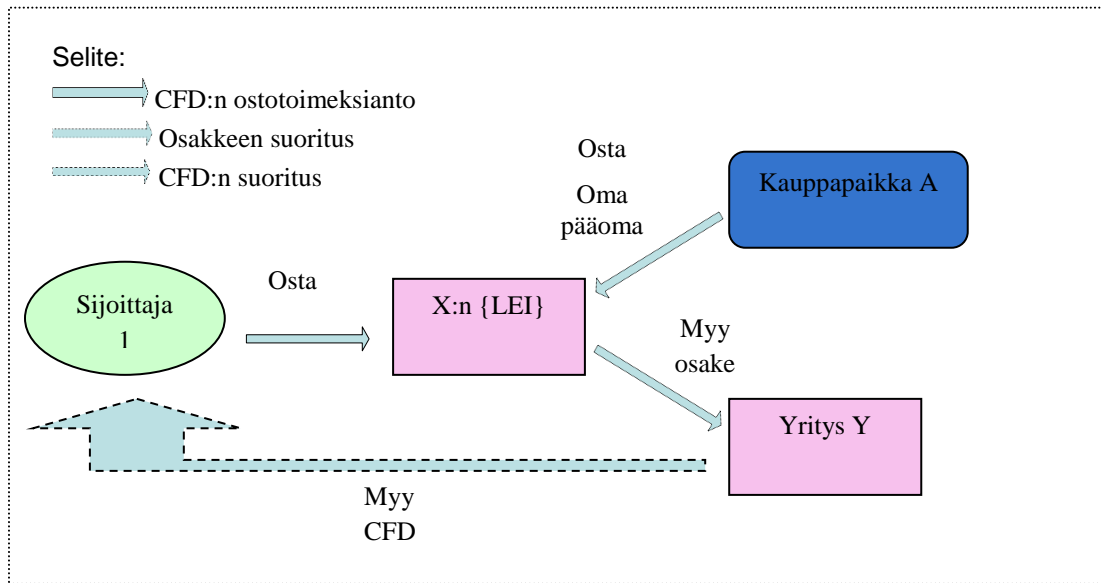 Selite:
CFD:n ostotoimeksianto
Osakkeen suoritus
CFD:n suoritus
Osta
Oma
pääoma
Kauppapaikka A
Sijoittaja
1
Osta
X:n {LEI}
Myy
osake
Yritys Y
Myy
CFD